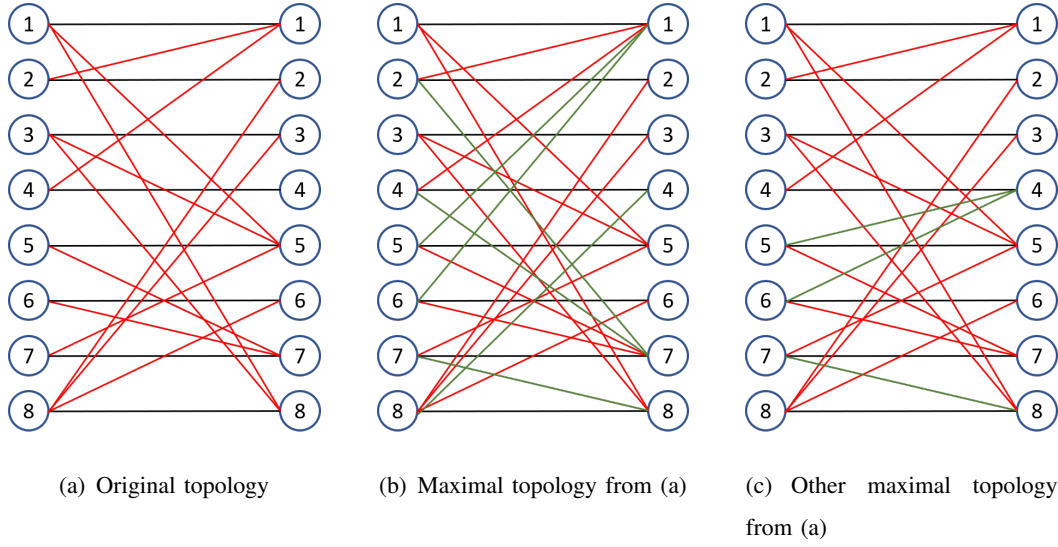 1 1 1 1 1 1
2 2 2 2 2 2
3 3 3 3 3 3
4 4 4 4 4 4
5 5 5 5 5 5
6 6 6 6 6 6
7 7 7 7 7 7
8 8 8 8 8 8
(a) Original topology
(b) Maximal topology from (a)
(c) Other maximal topology
from (a)